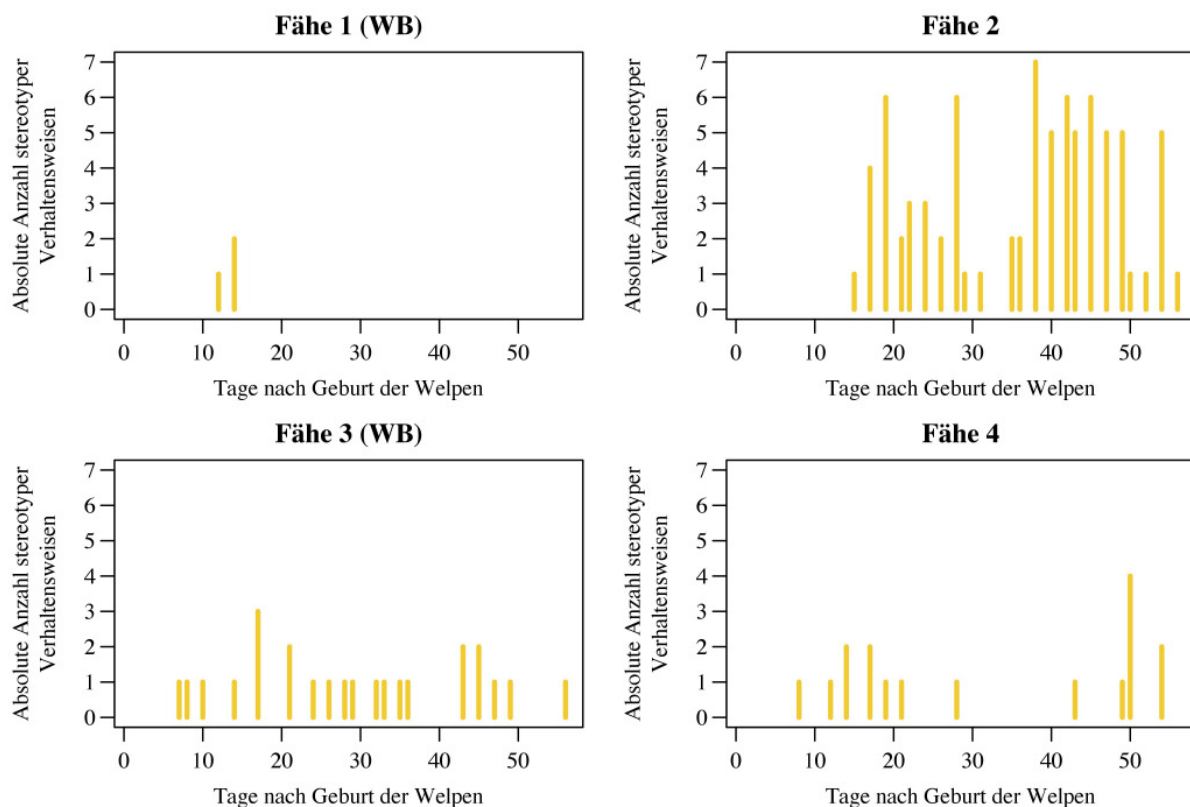 Fähe 1 (WB)
Absolute Anzahl stereotyper
Verhaltensweisen
7
6
5
4
3
2
1
0
0 10 20 30 40 50
Tage nach Geburt der Welpen
Fähe 2
Absolute Anzahl stereotyper
Verhaltensweisen
7
6
5
4
3
2
1
0
0 10 20 30 40 50
Tage nach Geburt der Welpen
Fähe 3 (WB)
Absolute Anzahl stereotyper
Verhaltensweisen
7
6
5
4
3
2
1
0
0 10 20 30 40 50
Tage nach Geburt der Welpen
Fähe 4
Absolute Anzahl stereotyper
Verhaltensweisen
7
6
5
4
3
2
1
0
0 10 20 30 40 50
Tage nach Geburt der Welpen